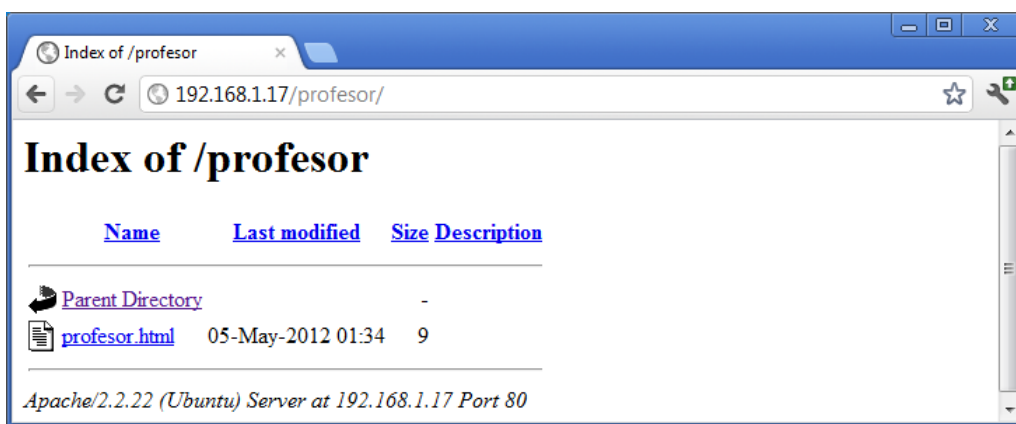 Index of /profesor
192.168.1.17/profesor/
Index of /profesor
Name Last modified Size Description
Parent Directory -
profesor.html 05-May-2012 01:34 9
Apache/2.2.22 (Ubuntu) Server at 192.168.1.17 Port 80